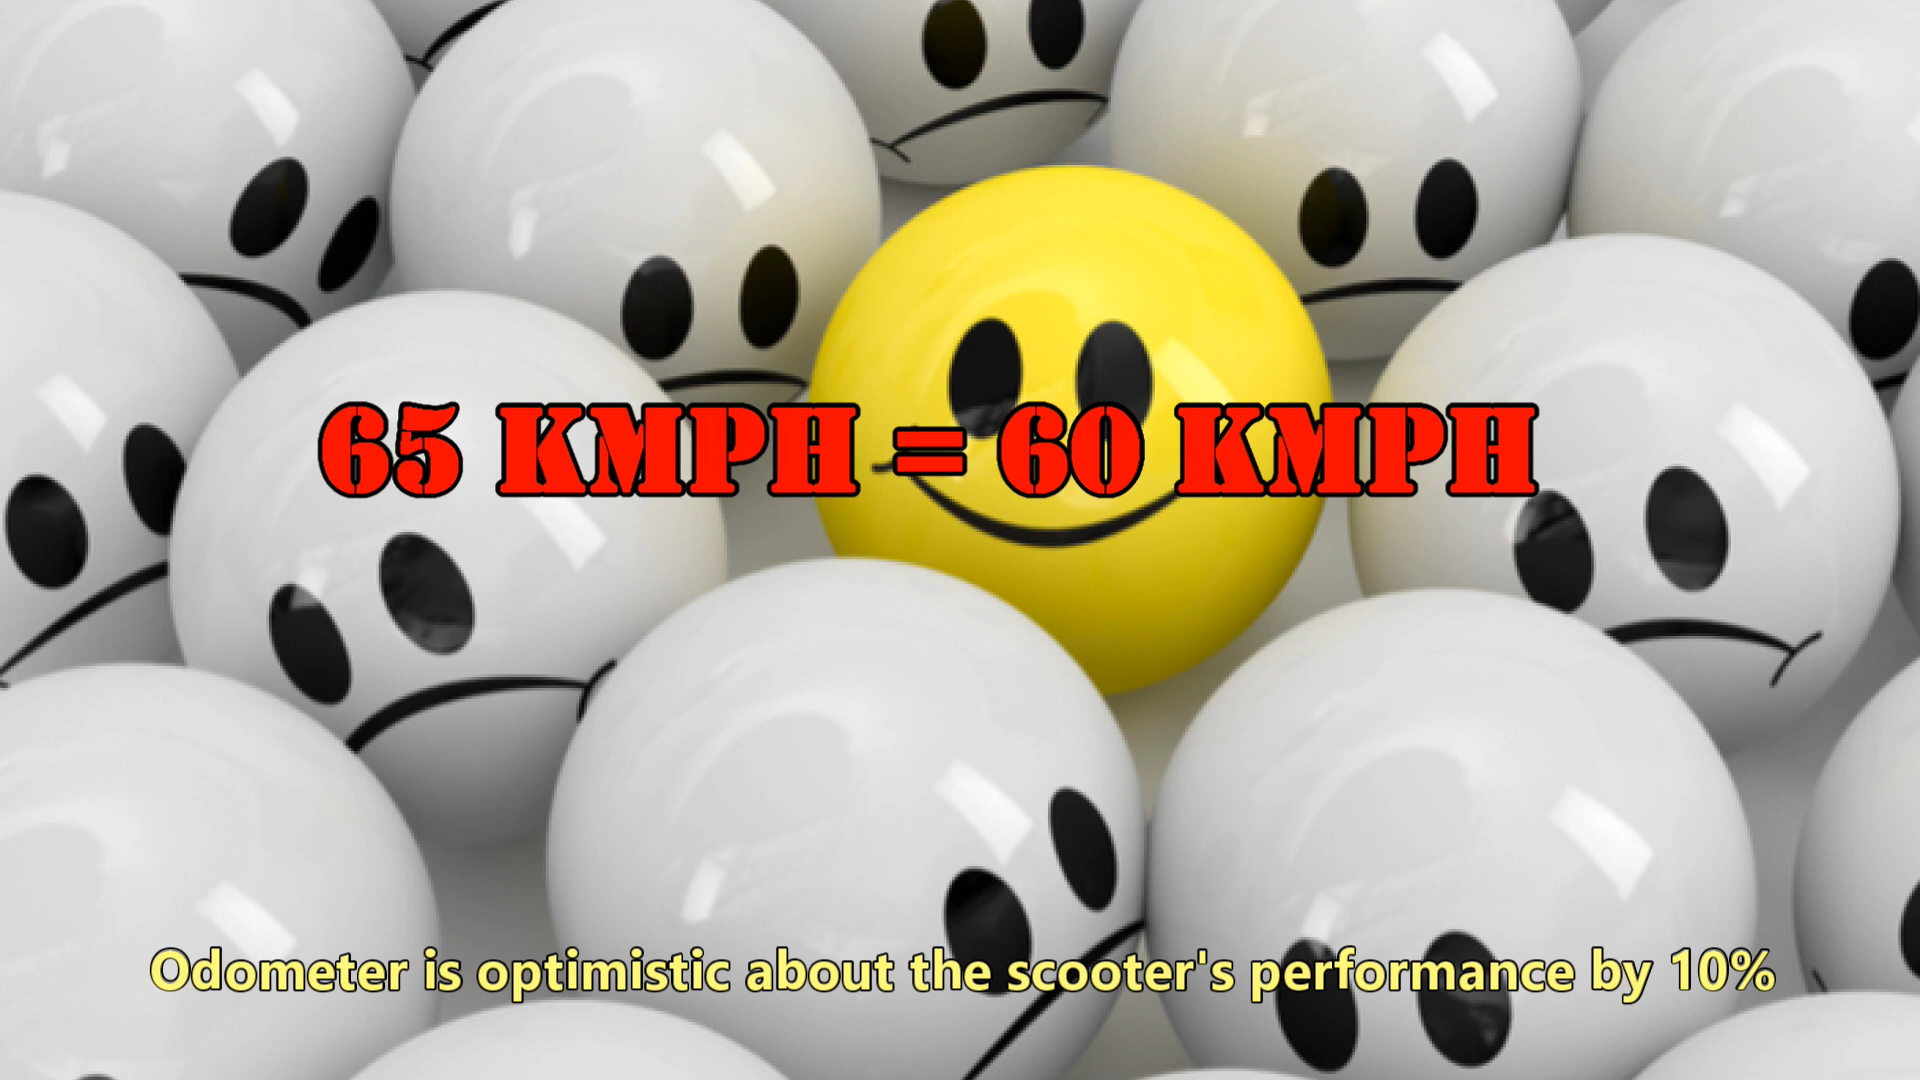 65 KMPH = 60 KMPH
Odometer is optimistic about the scooter's performance by 10%